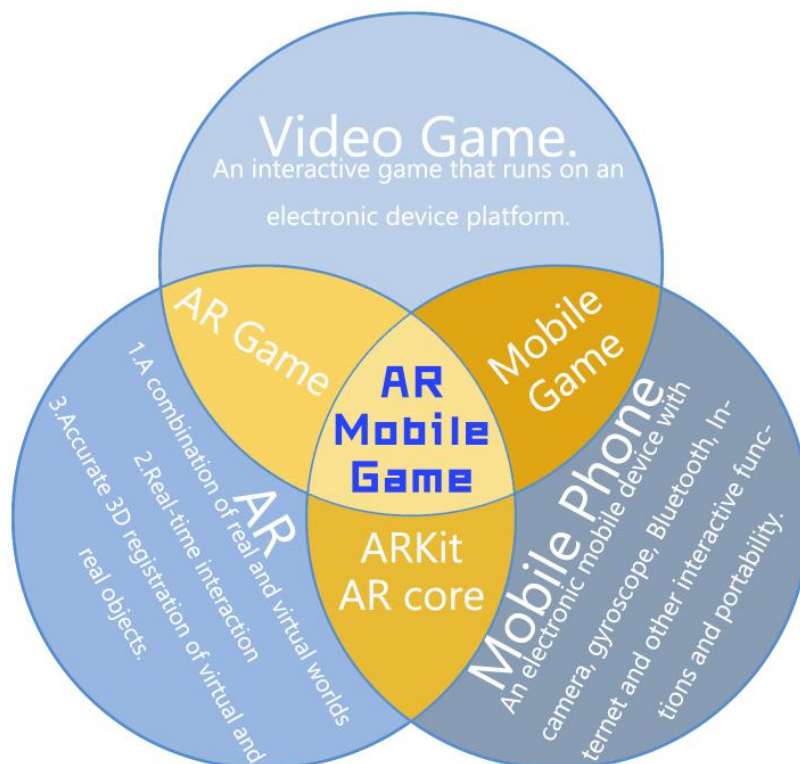 Video Game.
An interactive game that runs on an
electronic device platform.
AR Game
Mobile
Game
AR
Mobile
Game
AR
1.A combination of real and virtual worlds
2.Real-time interaction
3.Accurate 3D registration of virtual and
real objects.
ARKit
AR core
Mobile Phone
An electronic mobile device with
camera, gyroscope, Bluetooth, In-
ternet and other interactive func-
tions and portability.